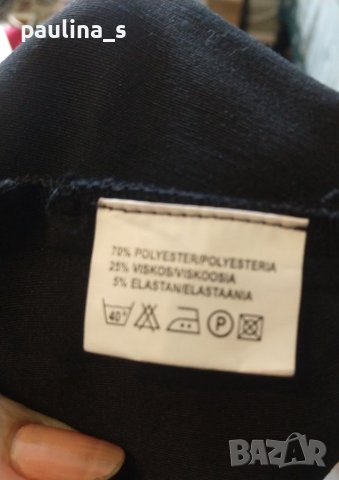 paulina_s
70% POLYESTER/POLYESTERIA
25% VISKOS/VISKOOSIA
5% ELASTAN/ELASTAANIA
40° P
BAZAR